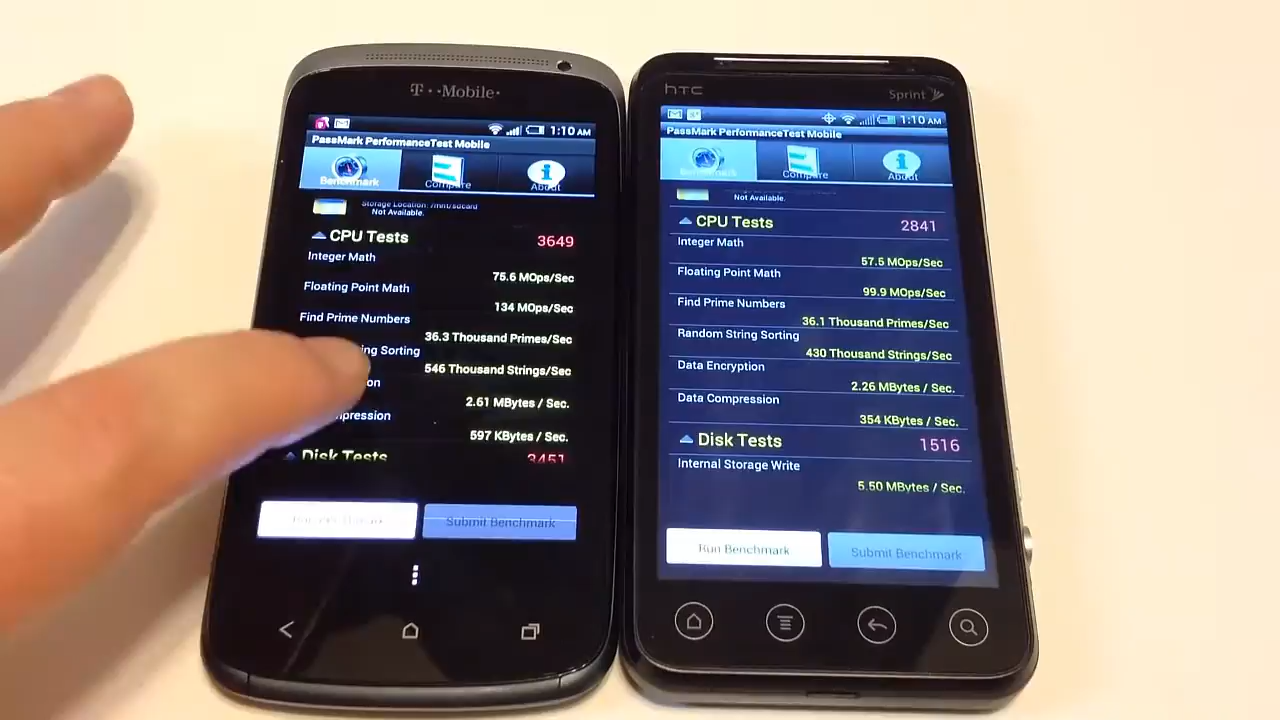 T··Mobile·
1:10 AM
PassMark PerformanceTest Mobile
Benchmark
Compare
About
Storage Location: /mnt/sdcard
Not Available.
CPU Tests 3649
Integer Math
75.6 MOps/Sec
Floating Point Math
134 MOps/Sec
Find Prime Numbers
36.3 Thousand Primes/Sec
Sorting
546 Thousand Strings/Sec
2.61 MBytes / Sec.
597 KBytes / Sec.
Disk Tests 3451
Submit Benchmark
hTC
Sprint
1:10 AM
PassMark PerformanceTest Mobile
Benchmark
Compare
About
Not Available.
CPU Tests 2841
Integer Math
57.5 MOps/Sec
Floating Point Math
99.9 MOps/Sec
Find Prime Numbers
36.1 Thousand Primes/Sec
Random String Sorting
430 Thousand Strings/Sec
Data Encryption
2.26 MBytes / Sec.
Data Compression
354 KBytes / Sec.
Disk Tests 1516
Internal Storage Write
5.50 MBytes / Sec.
Run Benchmark
Submit Benchmark